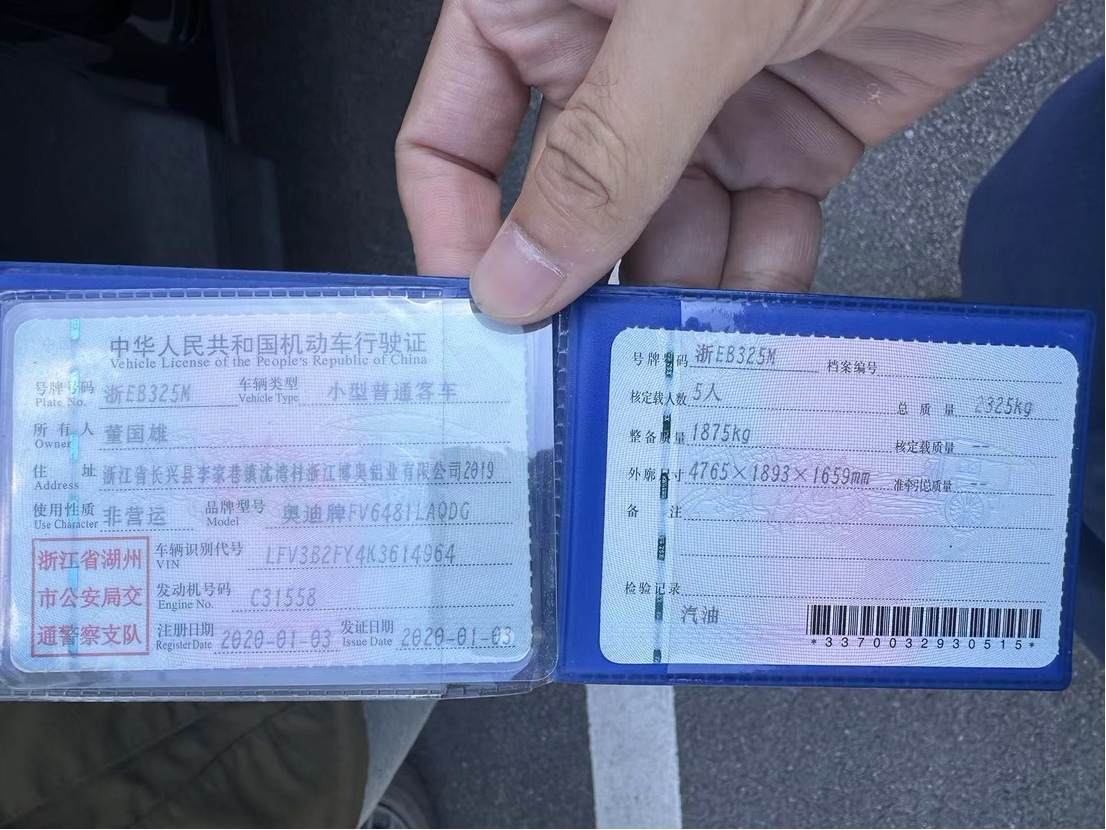 中华人民共和国机动车行驶证
Vehicle License of the People's Republic of China
号牌号码 浙EB325M 车辆类型 小型普通客车
Plate No. Vehicle Type
所有人 董国雄
Owner
住址 浙江省长兴县李家巷镇沈湾村浙江博奥铝业有限公司2019
Address
使用性质 非营运 品牌型号 奥迪牌FV6481LAQDG
Use Character Model
浙江省湖州
市公安局交
通警察支队
车辆识别代号 LFV3B2FY4K3614964
VIN
发动机号码 C31558
Engine No.
注册日期 2020-01-03 发证日期 2020-01-03
Register Date Issue Date
号牌号码 浙EB325M 档案编号
核定载人数 5人 总质量 2325kg
整备质量 1875kg 核定载质量 --
外廓尺寸 4765×1893×1659mm 准牵引总质量 --
备注
检验记录
汽油
*3370032930515*